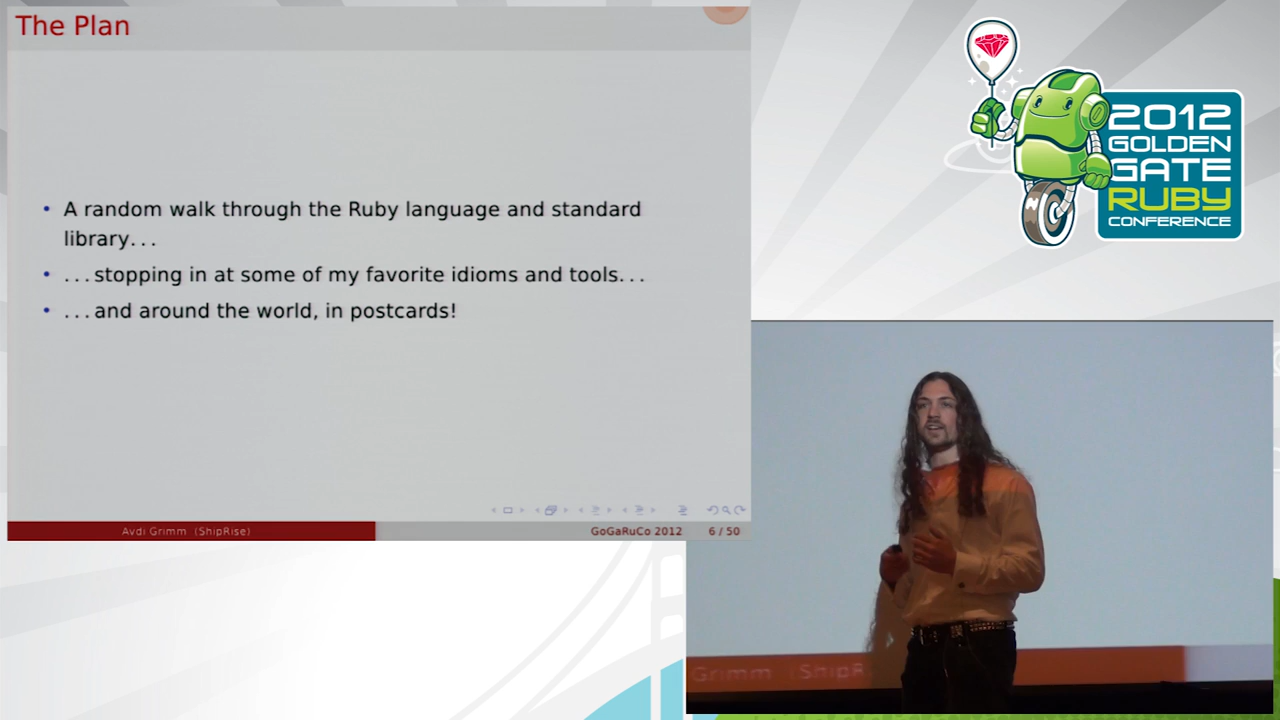 The Plan
• A random walk through the Ruby language and standard
library...
• ...stopping in at some of my favorite idioms and tools...
• ...and around the world, in postcards!
Avdi Grimm (ShipRise)
GoGaRuCo 2012 6 / 50
2012
GOLDEN
GATE
RUBY
CONFERENCE
Grimm (ShipR